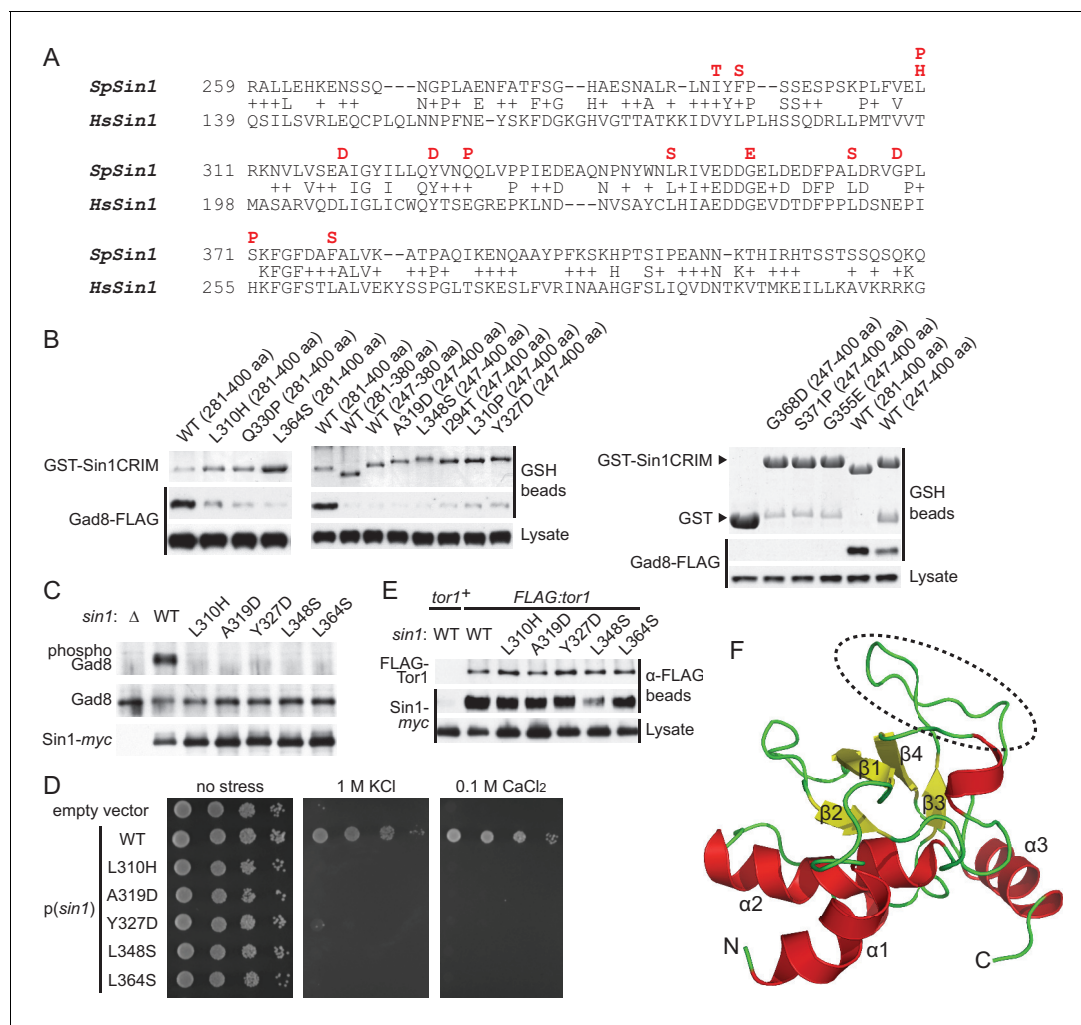 A
P
T S H
SpSin1 259 RALLEHKENSSQ---NGPLAENFATFSG--HAESNALR-LNIYFP--SSESPSKPLFVEL
+++L ++ N+P+ E ++ F+G H+ ++A + +Y+P SS++ P+ V
HsSin1 139 QSILSVRLEQCPLQLNNPFNEYSKFDGKGHVGTTATKKIDVYLPLHSSQDRLLPMTVVT
D D P S G S D
SpSin1 311 RKNVLVSEAIGYILLQYVNQQLVPPIEDEAQNPNYWNLRIVEDDGELDEDFPALDRVGPL
++ V++ IG I QY+++ P ++D N + L+I+EDDGE+D DFP LD P+
HsSin1 198 MASARVQDLIGLICWQYTSEGREPKLND--NVSAYCLHIAEDDGEVDTDFPPLDSNEPI
P S
SpSin1 371 SKFGFDAFALVK--ATPAQIKENQAAYPFKSKHPTSIPEANN-KTHIRHTSSTSSQSQKQ
KFGF+++ALV+ ++P+ ++++ +++ H S+ + N K+ ++ + + +K
HsSin1 255 HKFGFSTLALVEKYSSPGLTSKESLFVRINAAHGFSLIQVDNTKVTMKEILLKAVKRRKG
B
WT (281-400 aa)
L310H (281-400 aa)
Q330P (281-400 aa)
L364S (281-400 aa)
WT (281-400 aa)
WT (281-380 aa)
WT (247-380 aa)
A319D (247-400 aa)
L348S (247-400 aa)
I294T (247-400 aa)
L310P (247-400 aa)
Y327D (247-400 aa)
G368D (247-400 aa)
S371P (247-400 aa)
G355E (247-400 aa)
WT (281-400 aa)
WT (247-400 aa)
GST-Sin1CRIM
Gad8-FLAG
GSH
beads
Lysate
GST-Sin1CRIM
GST
Gad8-FLAG
GSH
beads
Lysate
C
sin1: Δ WT L310H A319D Y327D L348S L364S
phospho
Gad8
Gad8
Sin1-myc
E
tor1+ FLAG:tor1
sin1: WT WT L310H A319D Y327D L348S L364S
FLAG-
Tor1
Sin1-
myc
α-FLAG
beads
Lysate
D
no stress 1 M KCl 0.1 M CaCl2
empty vector
p(sin1)
WT
L310H
A319D
Y327D
L348S
L364S
F
β1
β4
β2
β3
α3
α2
α1
N
C